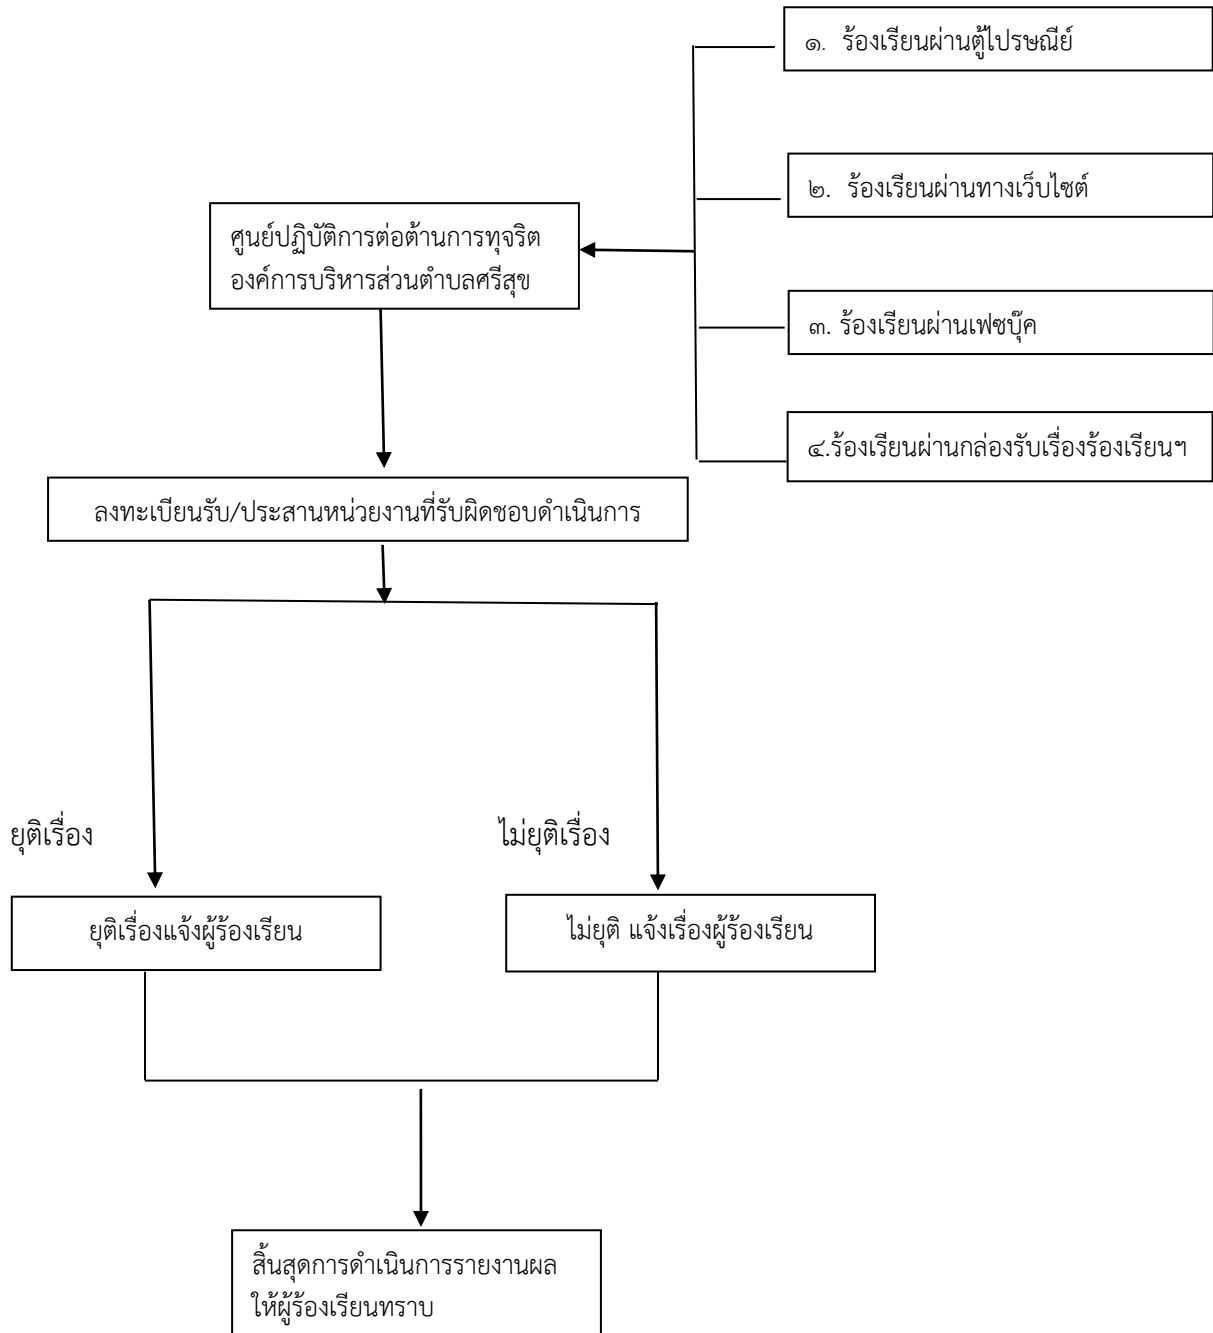 ๑. ร้องเรียนผ่านตู้ไปรษณีย์
๒. ร้องเรียนผ่านทางเว็บไซต์
ศูนย์ปฏิบัติการต่อต้านการทุจริต
องค์การบริหารส่วนตำบลศรีสุข
๓. ร้องเรียนผ่านเฟซบุ๊ค
๔.ร้องเรียนผ่านกล่องรับเรื่องร้องเรียนฯ
ลงทะเบียนรับ/ประสานหน่วยงานที่รับผิดชอบดำเนินการ
ยุติเรื่อง
ไม่ยุติเรื่อง
ยุติเรื่องแจ้งผู้ร้องเรียน
ไม่ยุติ แจ้งเรื่องผู้ร้องเรียน
สิ้นสุดการดำเนินการรายงานผล
ให้ผู้ร้องเรียนทราบ